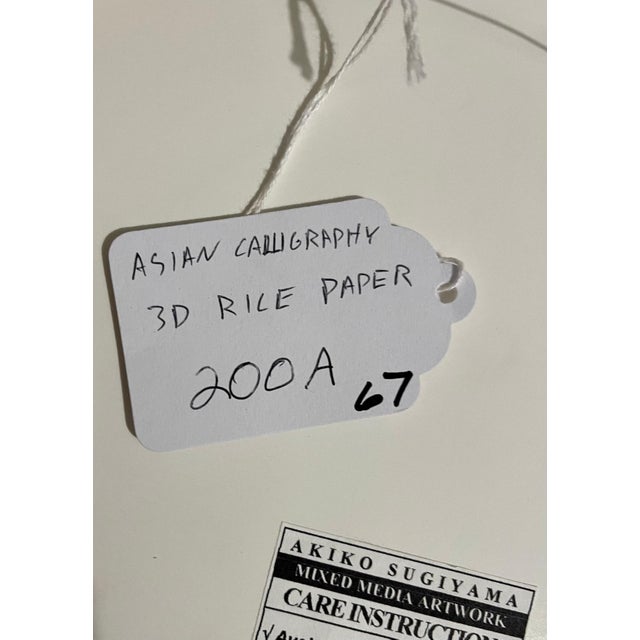 ASIAN CALLIGRAPHY
3D RICE PAPER
200A
67
AKIKO SUGIYAMA
MIXED MEDIA ARTWORK
CARE INSTRUCTION